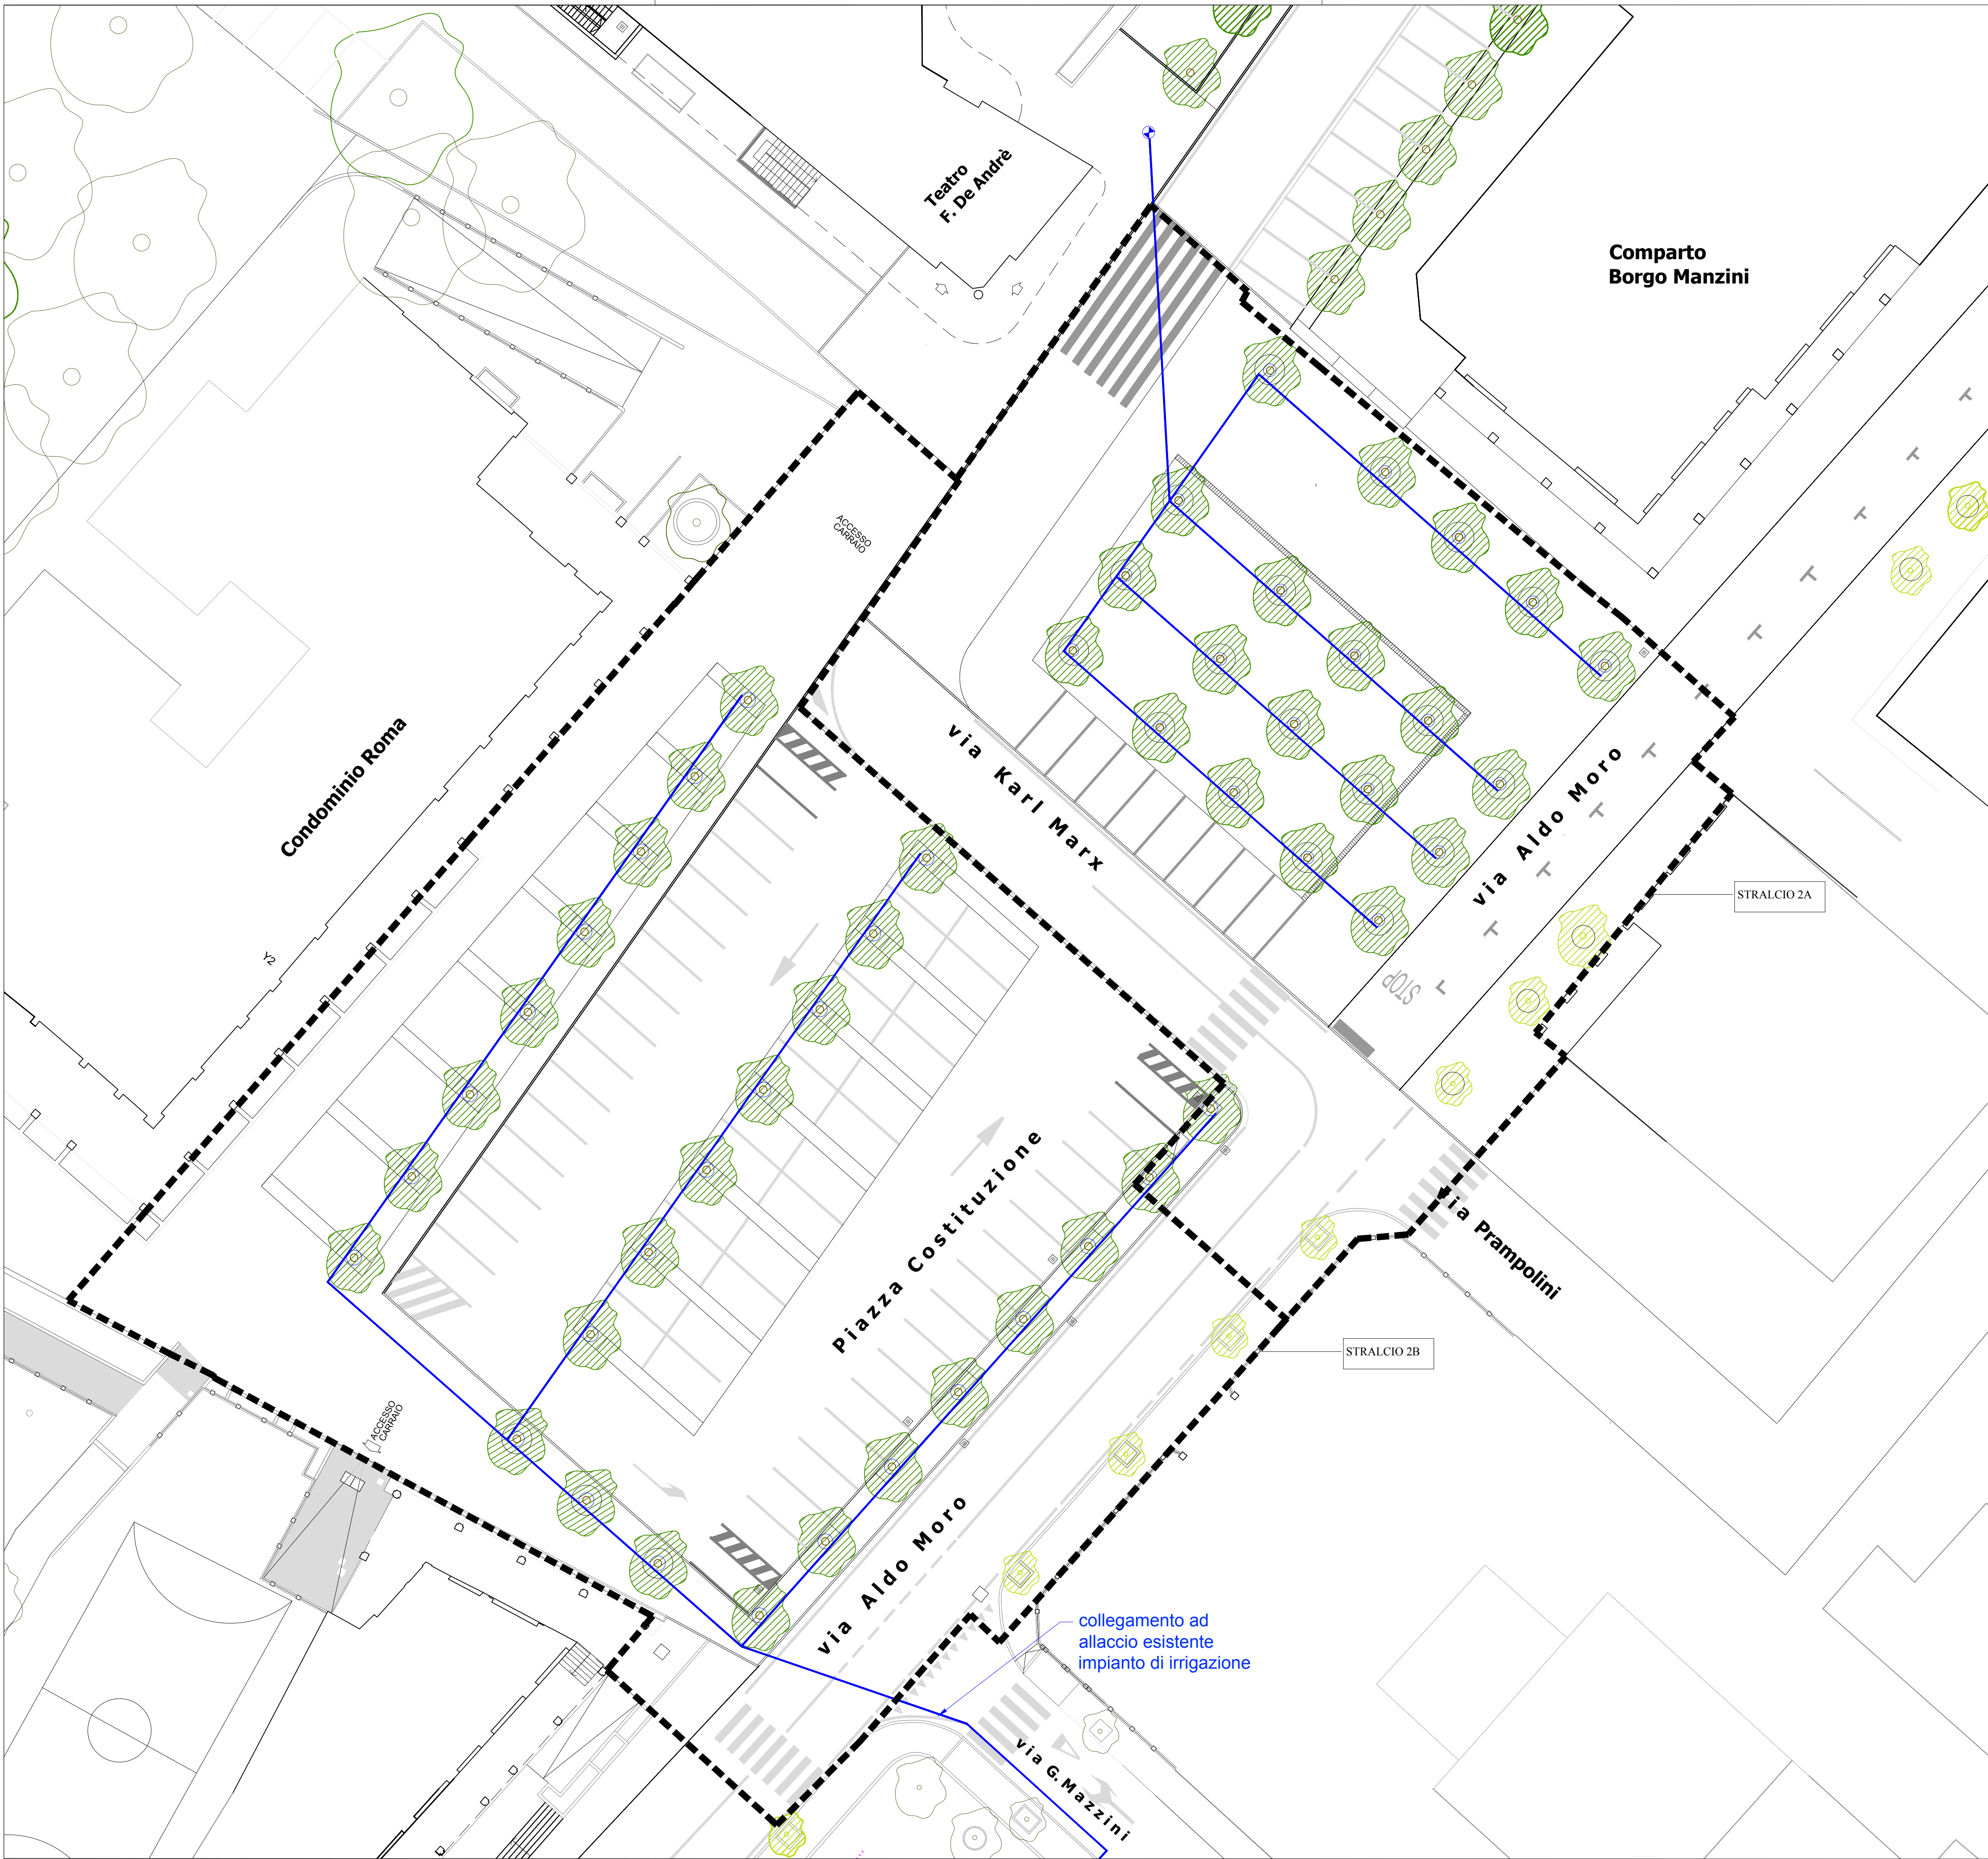 Teatro
F. De Andrè
Comparto
Borgo Manzini
ACCESSO
CARRAIO
Condominio Roma
via Karl Marx
via Aldo Moro
STRALCIO 2A
Y2
STOP
Piazza Costituzione
via Prampolini
STRALCIO 2B
ACCESSO
CARRAIO
via Aldo Moro
collegamento ad
allaccio esistente
impianto di irrigazione
via G. Mazzini